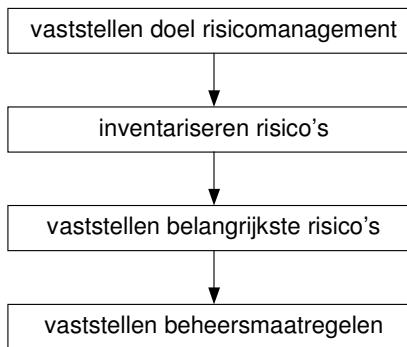 vaststellen doel risicomanagement
inventariseren risico's
vaststellen belangrijkste risico's
vaststellen beheersmaatregelen